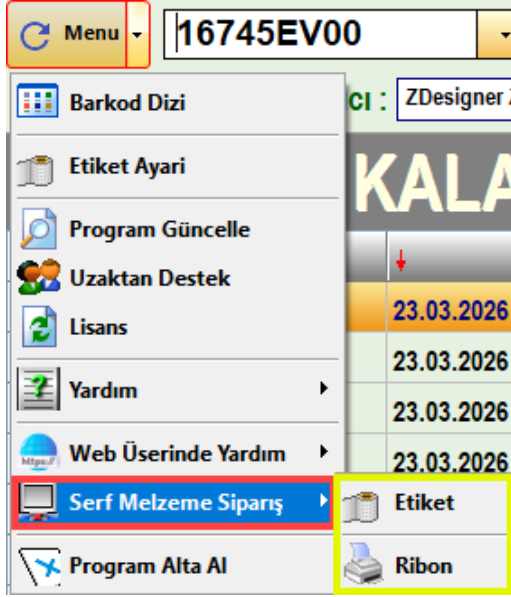 Menu
16745EV00
Barkod Dizi
CI :
ZDesigner
Etiket Ayari
KALA
Program Güncelle
Uzaktan Destek
23.03.2026
Lisans
23.03.2026
Yardım
23.03.2026
Web Üserinde Yardım
23.03.2026
https://
Serf Melzeme Siparış
Etiket
Program Alta Al
Ribon